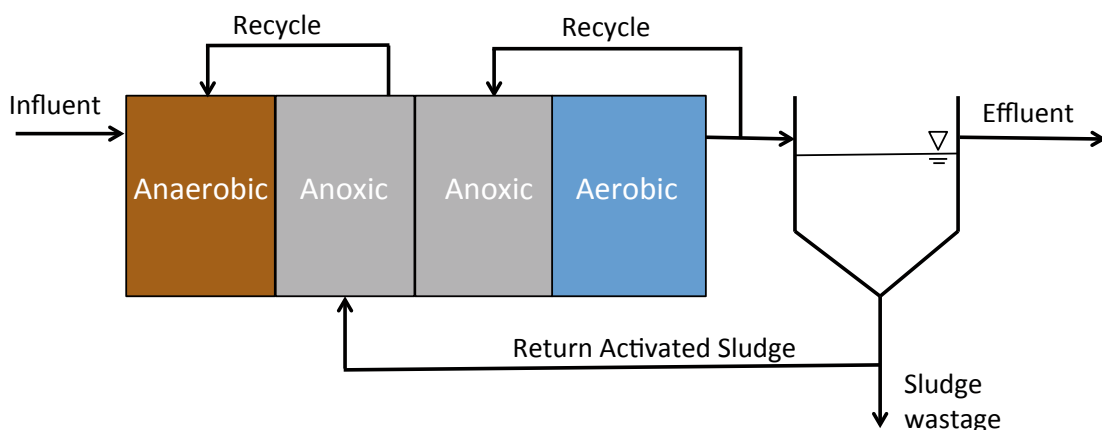 Recycle
Recycle
Influent
Effluent
Anaerobic
Anoxic
Anoxic
Aerobic
Return Activated Sludge
Sludge
wastage